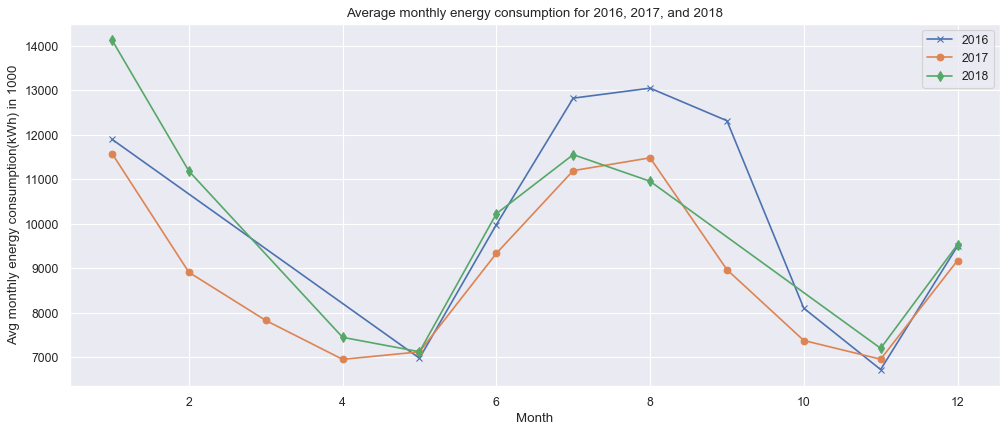 Average monthly energy consumption for 2016, 2017, and 2018
2016
2017
2018
Avg monthly energy consumption(kWh) in 1000
14000
13000
12000
11000
10000
9000
8000
7000
2 4 6 8 10 12
Month